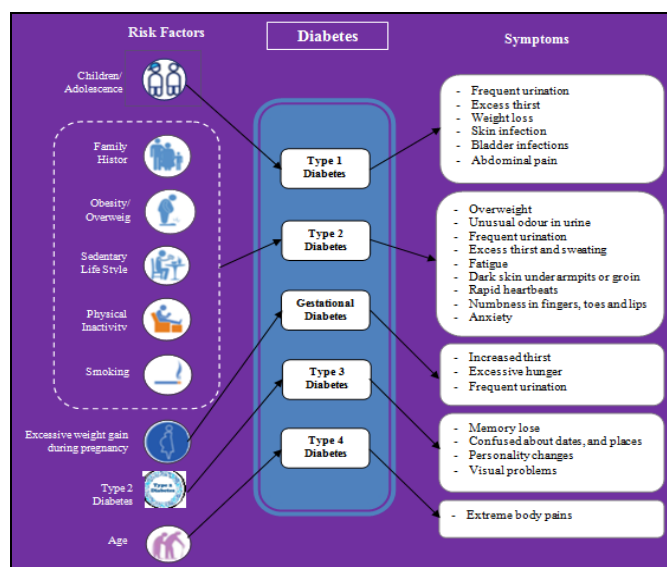 Risk Factors
Diabetes
Symptoms
Children/
Adolescence
Family
Histor
Obesity/
Overweig
Sedentary
Life Style
Physical
Inactivity
Smoking
Excessive weight gain
during pregnancy
Type 2
Diabetes
Type 2
Diabetes
Age
Type 1
Diabetes
Type 2
Diabetes
Gestational
Diabetes
Type 3
Diabetes
Type 4
Diabetes
- Frequent urination
- Excess thirst
- Weight loss
- Skin infection
- Bladder infections
- Abdominal pain
- Overweight
- Unusual odour in urine
- Frequent urination
- Excess thirst and sweating
- Fatigue
- Dark skin under armpits or groin
- Rapid heartbeats
- Numbness in fingers, toes and lips
- Anxiety
- Increased thirst
- Excessive hunger
- Frequent urination
- Memory lose
- Confused about dates, and places
- Personality changes
- Visual problems
- Extreme body pains